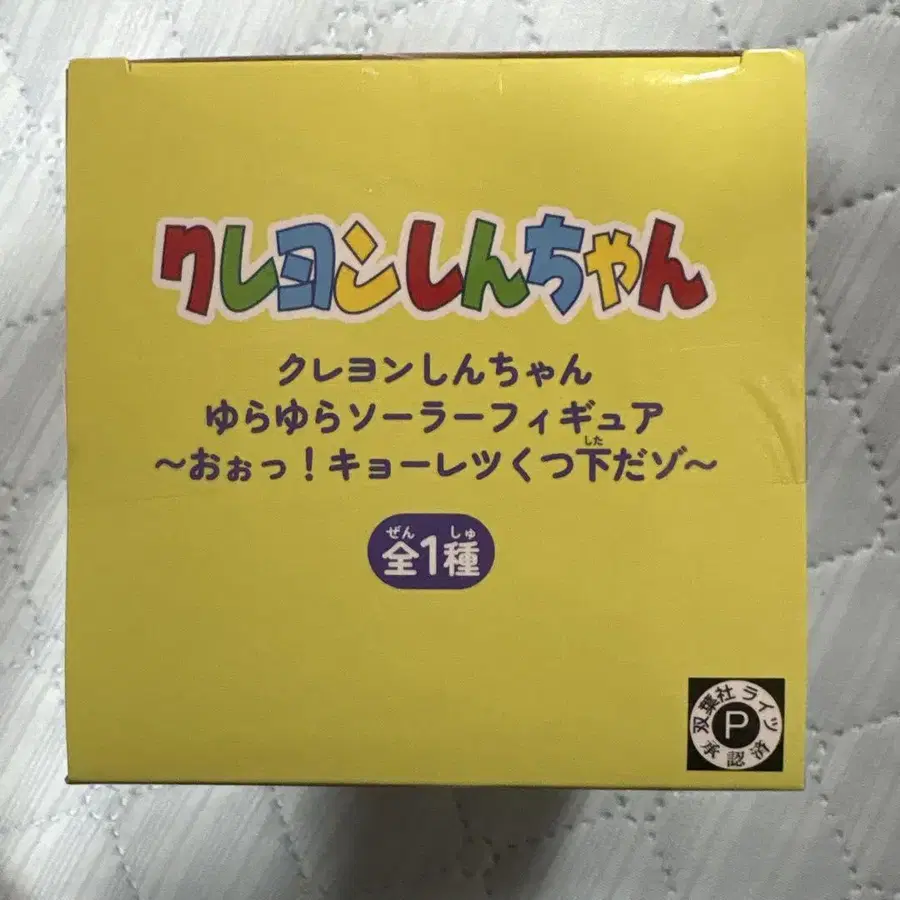 クレヨンしんちゃん
クレヨンしんちゃん
ゆらゆらソーラーフィギュア
した
～おぉっ！キョーレツくつ下だゾ～
ぜん しゅ
全1種
双葉社 ライツ
P
承認済